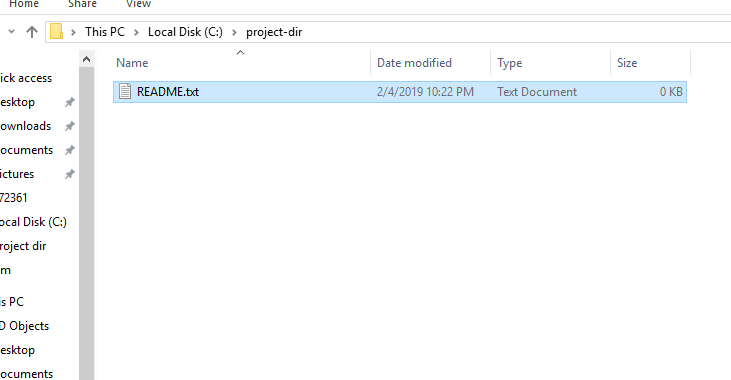 Home Share View
This PC Local Disk (C:) project-dir
Name Date modified Type Size
README.txt 2/4/2019 10:22 PM Text Document 0 KB
ick access
esktop
ownloads
ocuments
ictures
72361
ocal Disk (C:)
roject dir
m
is PC
D Objects
esktop
ocuments